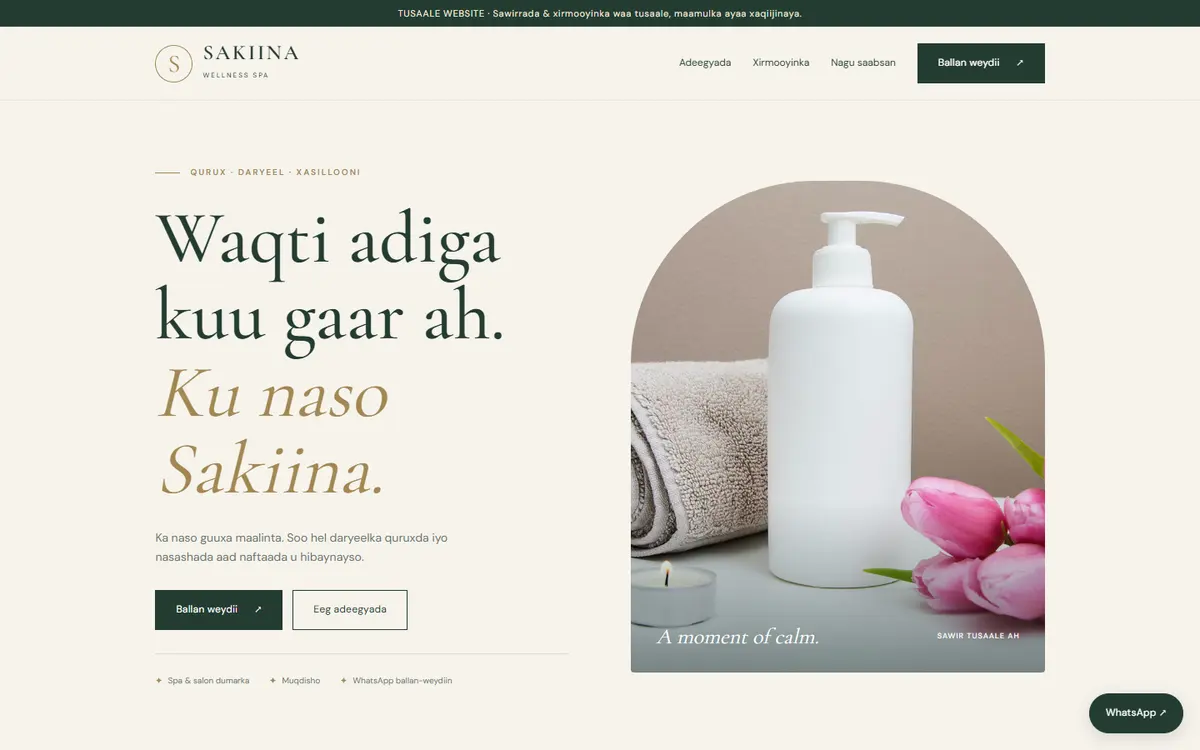 TUSAALE WEBSITE · Sawirrada & xirmooyinka waa tusaale, maamulka ayaa xaqiijinaya.
S
SAKIINA
WELLNESS SPA
Adeegyada
Xirmooyinka
Nagu saabsan
Ballan weydii ↗
QURUX · DARYEEL · XASILLOONI
Waqti adiga
kuu gaar ah.
Ku naso
Sakiina.
Ka naso guuxa maalinta. Soo hel daryeelka quruxda iyo
nasashada aad naftaada u hibaynayso.
Ballan weydii ↗
Eeg adeegyada
✦ Spa & salon dumarka
✦ Muqdisho
✦ WhatsApp ballan-weydiin
A moment of calm.
SAWIR TUSAALE AH
WhatsApp ↗